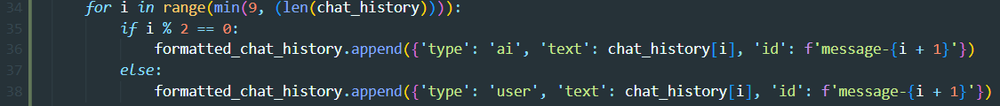 34 for i in range(min(9, (len(chat_history)))):
35 if i % 2 == 0:
36 formatted_chat_history.append({'type': 'ai', 'text': chat_history[i], 'id': f'message-{i + 1}'})
37 else:
38 formatted_chat_history.append({'type': 'user', 'text': chat_history[i], 'id': f'message-{i + 1}'})